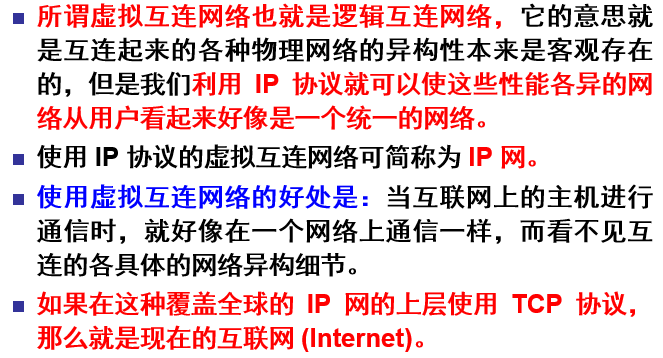 所谓虚拟互连网络也就是逻辑互连网络，它的意思就
是互连起来的各种物理网络的异构性本来是客观存在
的，但是我们利用 IP 协议就可以使这些性能各异的网
络从用户看起来好像是一个统一的网络。
使用 IP 协议的虚拟互连网络可简称为 IP 网。
使用虚拟互连网络的好处是：当互联网上的主机进行
通信时，就好像在一个网络上通信一样，而看不见互
连的各具体的网络异构细节。
如果在这种覆盖全球的 IP 网的上层使用 TCP 协议，
那么就是现在的互联网 (Internet)。